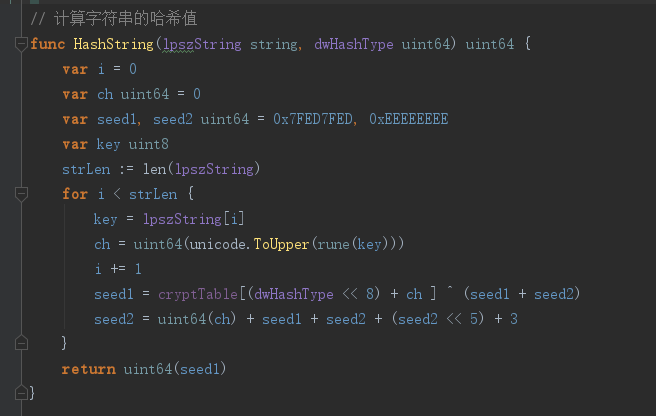 // 计算字符串的哈希值
func HashString(lpszString string, dwHashType uint64) uint64 {
    var i = 0
    var ch uint64 = 0
    var seed1, seed2 uint64 = 0x7FED7FED, 0xEEEEEEEE
    var key uint8
    strLen := len(lpszString)
    for i < strLen {
        key = lpszString[i]
        ch = uint64(unicode.ToUpper(rune(key)))
        i += 1
        seed1 = cryptTable[(dwHashType << 8) + ch ] ^ (seed1 + seed2)
        seed2 = uint64(ch) + seed1 + seed2 + (seed2 << 5) + 3
    }
    return uint64(seed1)
}